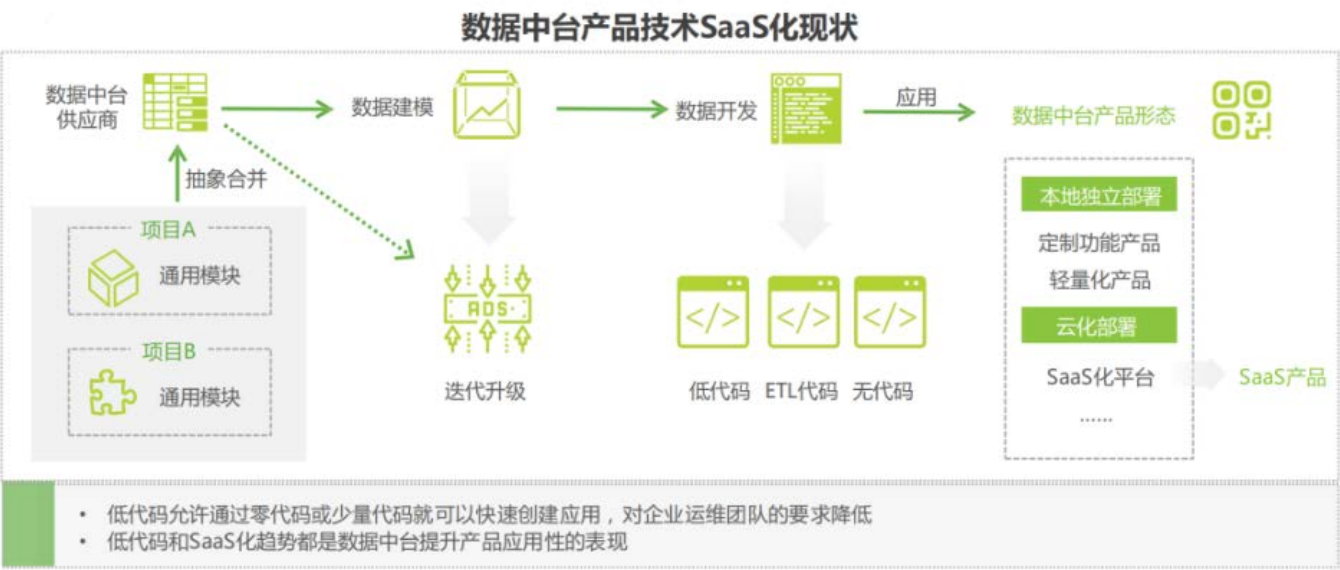 数据中台产品技术SaaS化现状
数据中台
供应商
数据建模
数据开发
应用
数据中台产品形态
抽象合并
项目A
通用模块
项目B
通用模块
ADS
迭代升级
</>
</>
</>
低代码
ETL代码
无代码
本地独立部署
定制功能产品
轻量化产品
云化部署
SaaS化平台
......
SaaS产品
• 低代码允许通过零代码或少量代码就可以快速创建应用，对企业运维团队的要求降低
• 低代码和SaaS化趋势都是数据中台提升产品应用性的表现